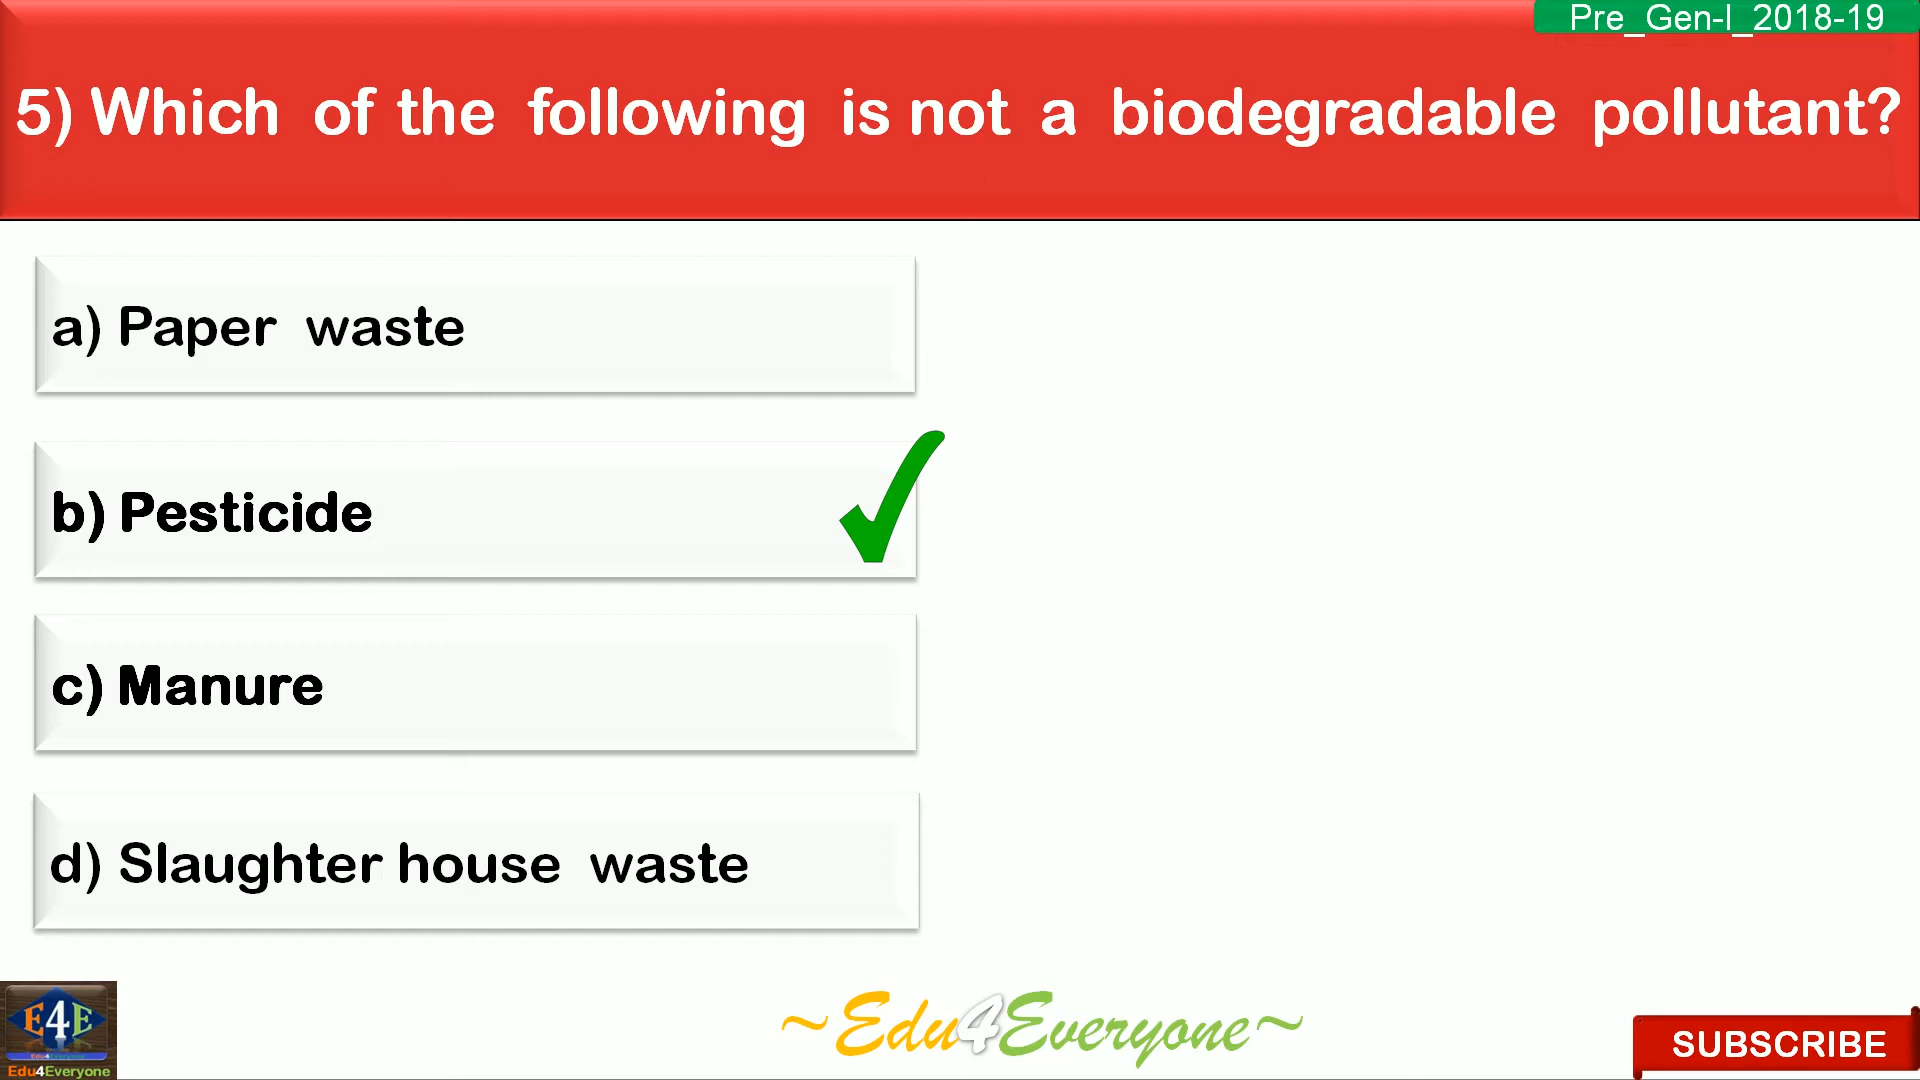 Pre_Gen-I_2018-19
5) Which of the following is not a biodegradable pollutant?
a) Paper waste
b) Pesticide
c) Manure
d) Slaughter house waste
E4E
Edu4Everyone
Edu4Everyone
~Edu4Everyone~
SUBSCRIBE